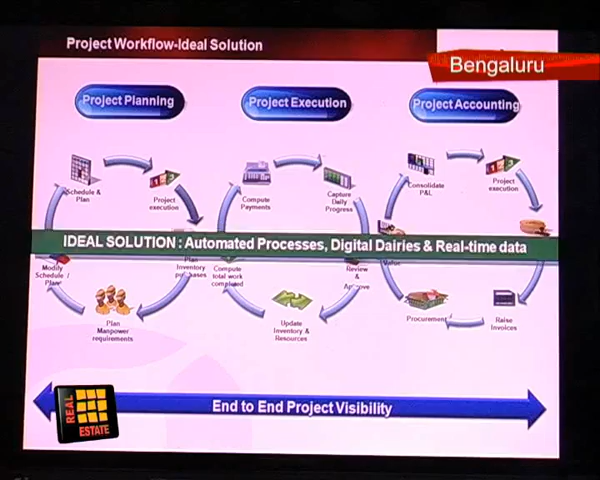 Project Workflow-Ideal Solution
Bengaluru
Project Planning
Project Execution
Project Accounting
Schedule &
Plan
Project
execution
Compute
Payments
Capture
Daily
Progress
Consolidate
P&L
Project
execution
IDEAL SOLUTION : Automated Processes, Digital Dairies & Real-time data
Modify
Schedule /
Plans
Plan
Inventory
purchases
Compute
total work
completed
Review
&
Approve
Value
Plan
Manpower
requirements
Update
Inventory &
Resources
Procurement
Raise
Invoices
End to End Project Visibility
REAL
ESTATE